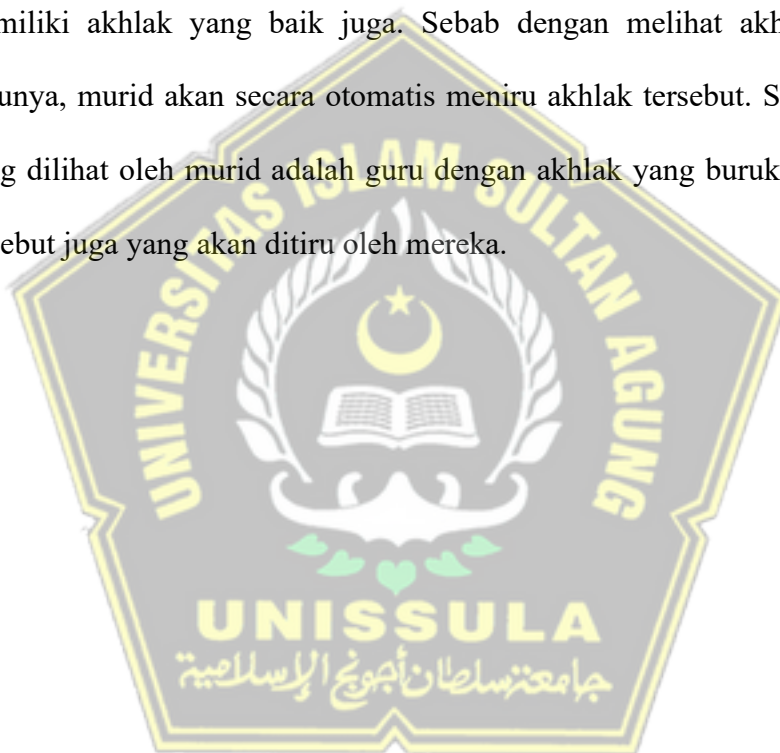 miliki akhlak yang baik juga. Sebab dengan melihat akh
unya, murid akan secara otomatis meniru akhlak tersebut. S
g dilihat oleh murid adalah guru dengan akhlak yang buruk
sebut juga yang akan ditiru oleh mereka.
UNIVERSITAS ISLAM SULTAN AGUNG
UNISSULA
جامعة سلطان أجونج الإسلامية